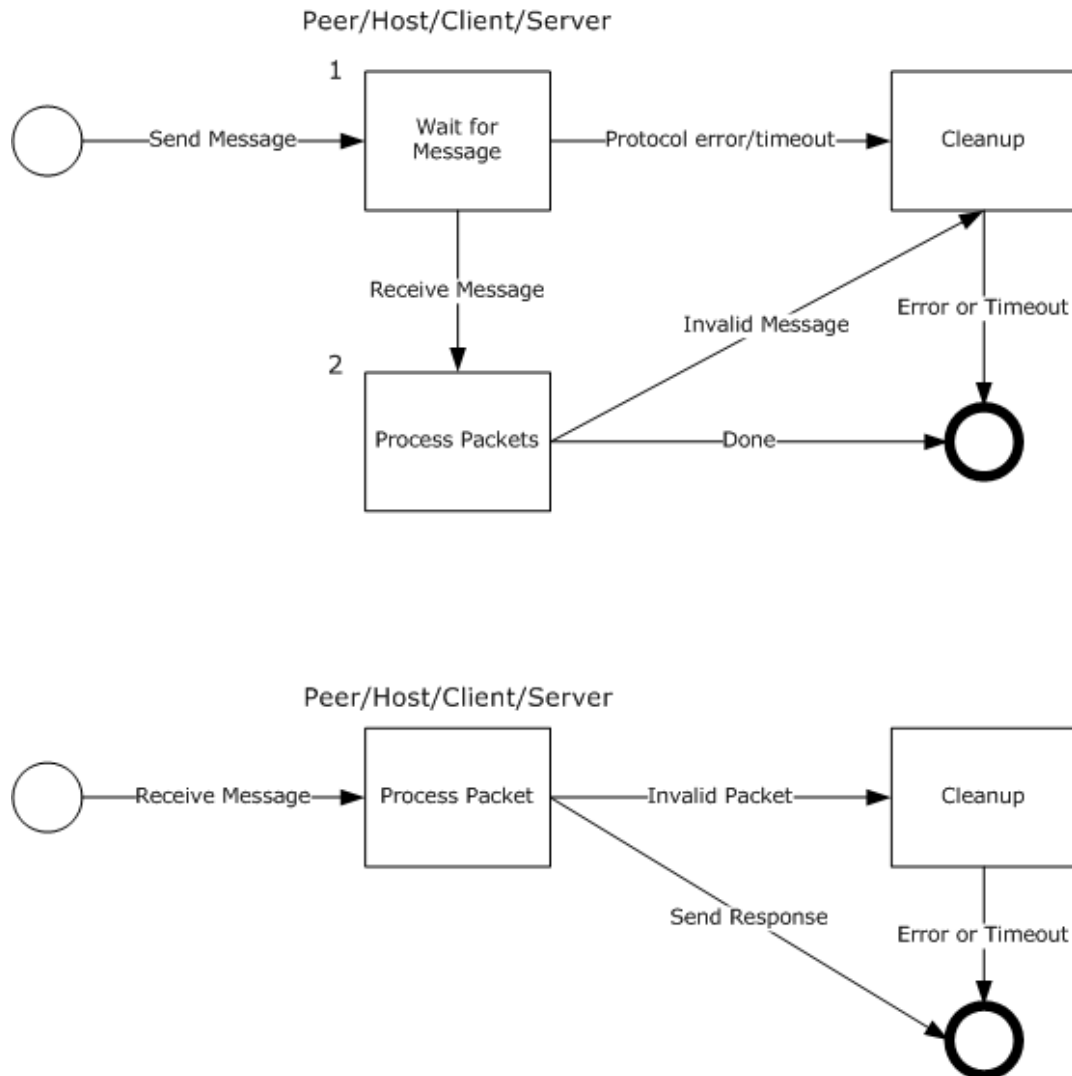 Peer/Host/Client/Server
1
Send Message
Wait for
Message
Protocol error/timeout
Cleanup
Receive Message
Invalid Message
Error or Timeout
2
Process Packets
Done
Peer/Host/Client/Server
Receive Message
Process Packet
Invalid Packet
Cleanup
Send Response
Error or Timeout